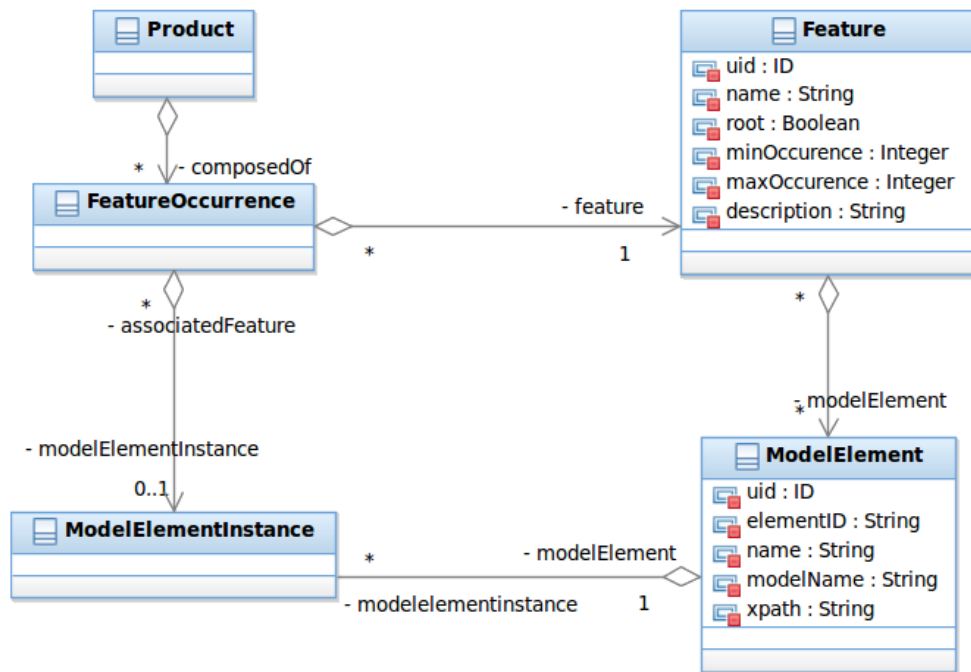 Product
Feature
uid : ID
name : String
root : Boolean
minOccurence : Integer
maxOccurence : Integer
description : String
* - composedOf
FeatureOccurrence
- feature
* 1
*
- associatedFeature
*
- modelElement
*
- modelElementInstance
0..1
ModelElement
uid : ID
elementID : String
name : String
modelName : String
xpath : String
ModelElementInstance
* - modelElement
- modelelementinstance 1